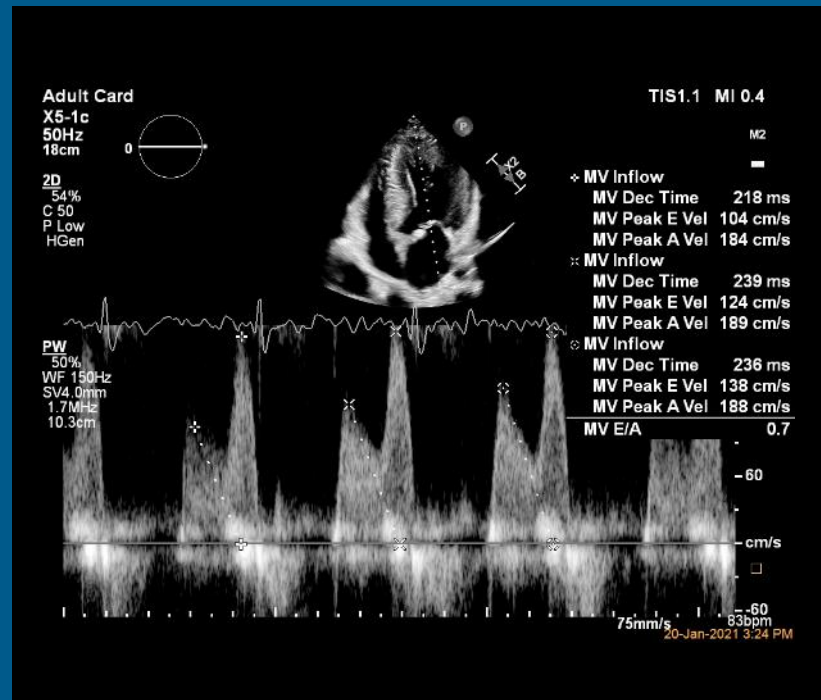 Adult Card
TIS1.1 MI 0.4
X5-1c
50Hz
18cm
0
P
M2
X2
B
2D
54%
C 50
P Low
HGen
MV Inflow
MV Dec Time 218 ms
MV Peak E Vel 104 cm/s
MV Peak A Vel 184 cm/s
MV Inflow
MV Dec Time 239 ms
MV Peak E Vel 124 cm/s
MV Peak A Vel 189 cm/s
MV Inflow
MV Dec Time 236 ms
MV Peak E Vel 138 cm/s
MV Peak A Vel 188 cm/s
MV E/A 0.7
PW
50%
WF 150Hz
SV4.0mm
1.7MHz
10.3cm
60
cm/s
-60
75mm/s
83bpm
20-Jan-2021 3:24 PM